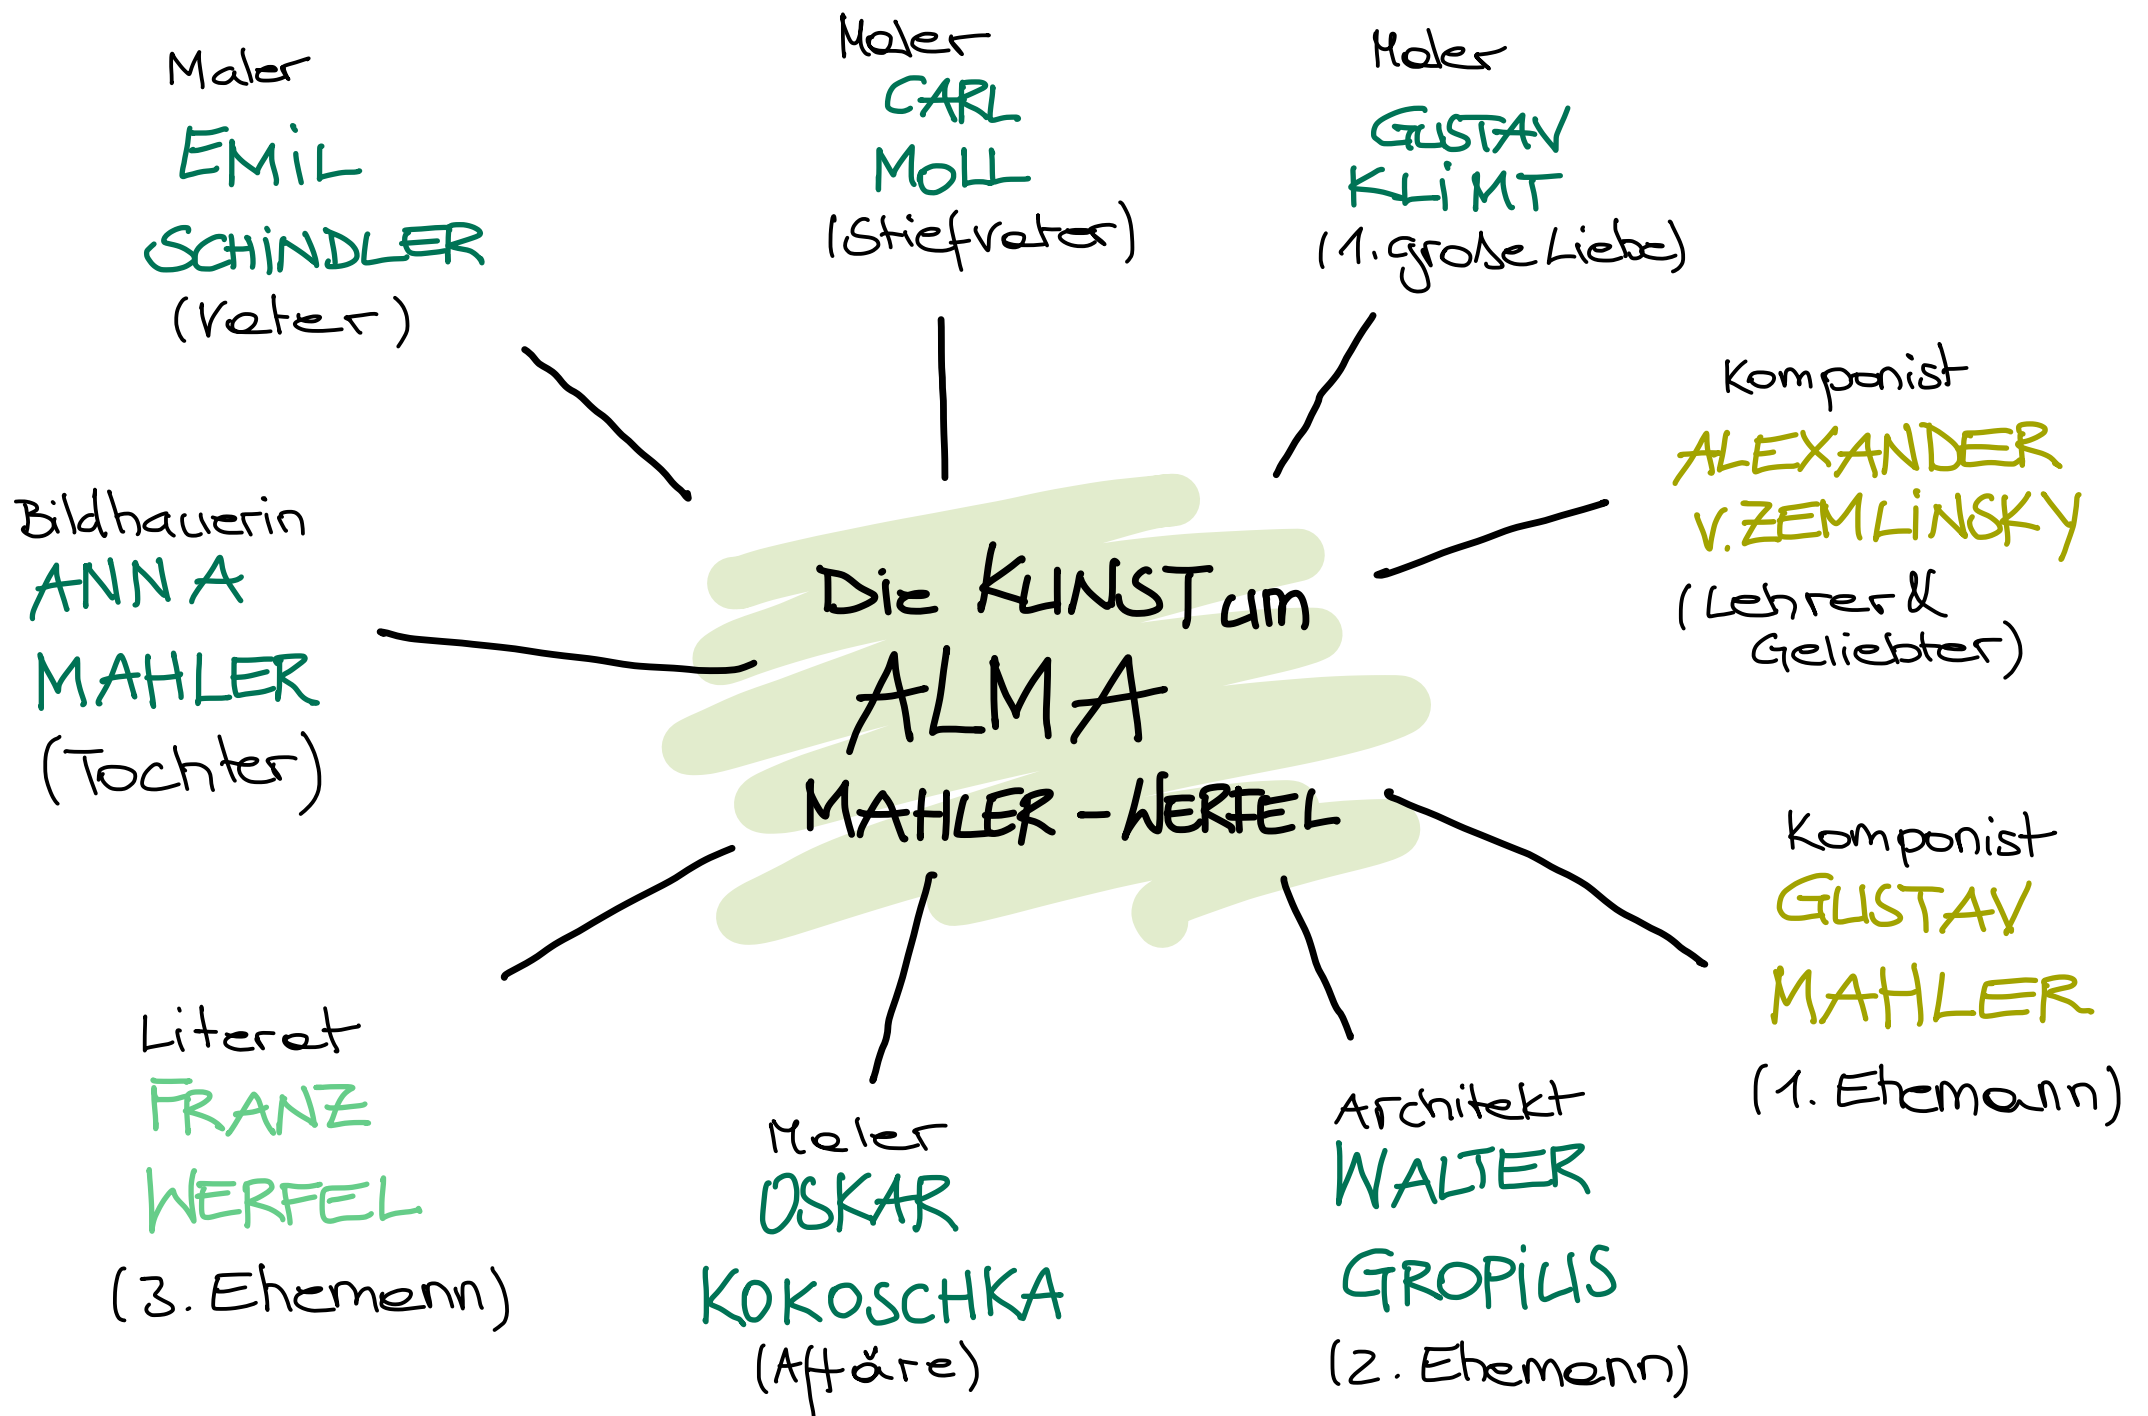 Maler
EMiL
SCHiNDLER
(Vater)
Maler
CARL
MOLL
(Stiefvater)
Maler
GUSTAV
KLiMT
(1. große Liebe)
Komponist
ALEXANDER
v. ZEMLiNSKY
(Lehrer &
Geliebter)
Bildhauerin
ANNA
MAHLER
(Tochter)
Die KUNST um
ALMA
MAHLER-WERFEL
Komponist
GUSTAV
MAHLER
(1. Ehemann)
Literat
FRANZ
WERFEL
(3. Ehemann)
Maler
OSKAR
KOKOSCHKA
(Affäre)
Architekt
WALTER
GROPiUS
(2. Ehemann)